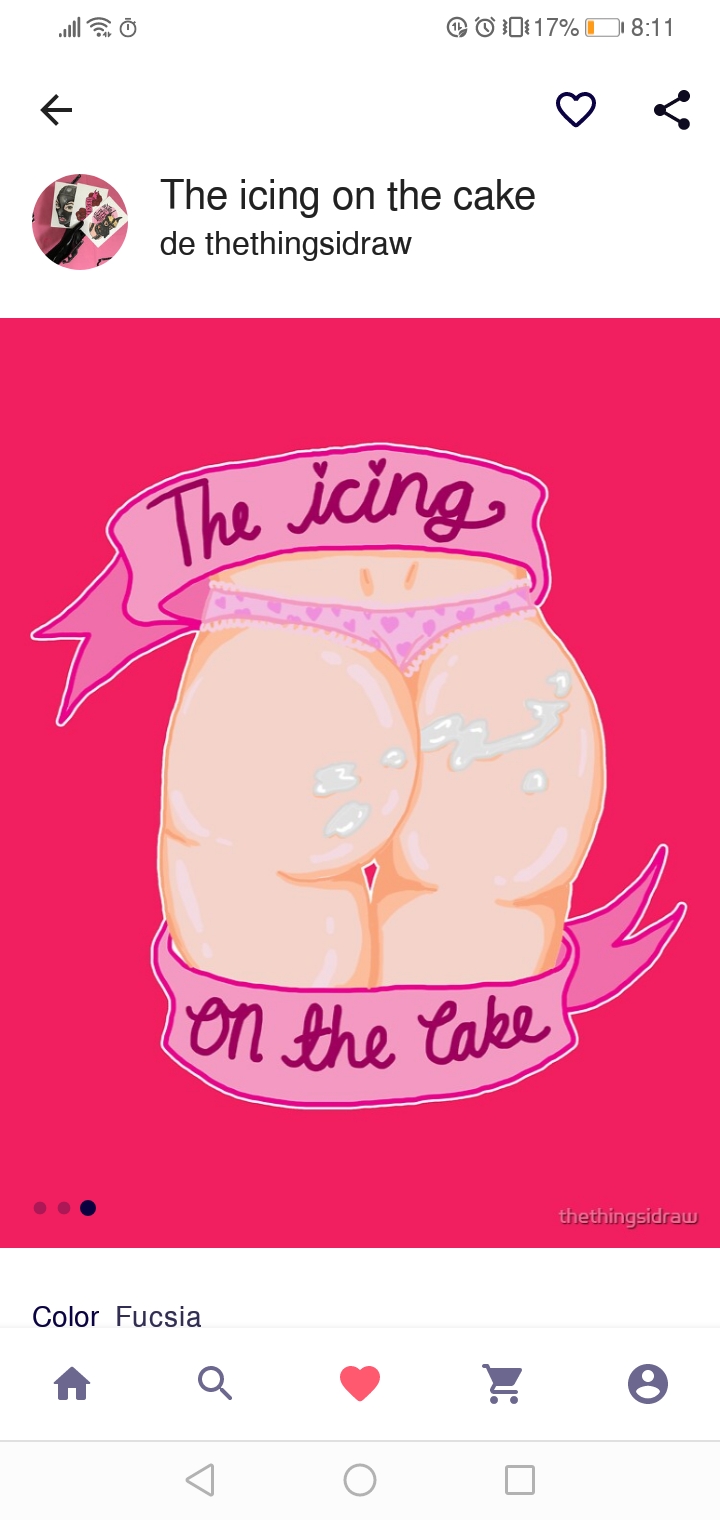 17% 8:11
The icing on the cake
de thethingsidraw
The icing
on the Cake
thethingsidraw
Color Fucsia